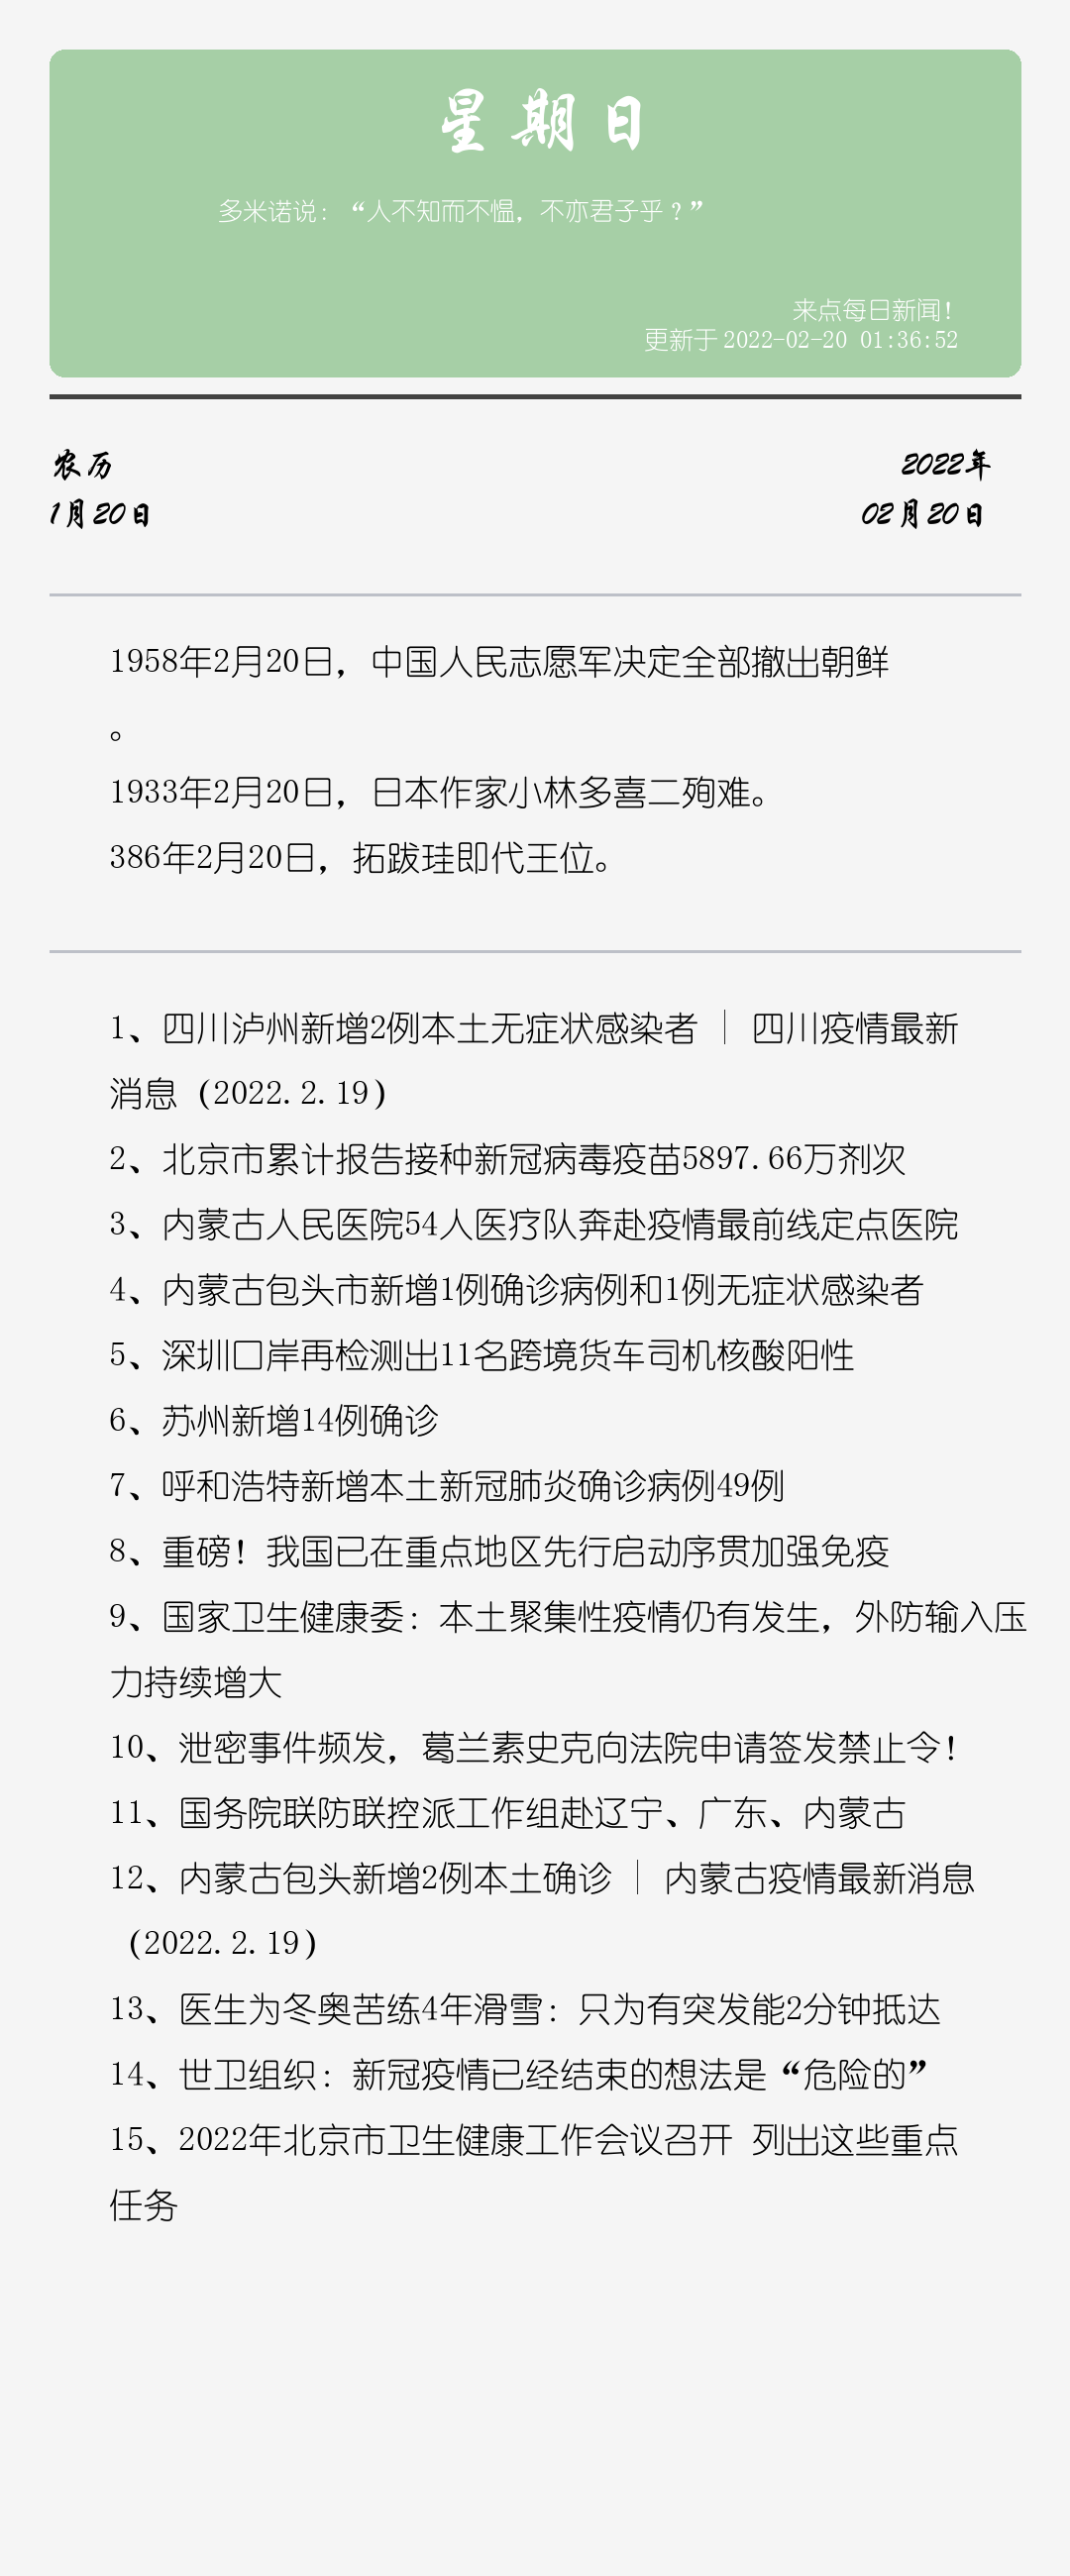 星期日
多米诺说：“人不知而不愠，不亦君子乎？”
来点每日新闻！
更新于2022-02-20 01:36:52
农历
2022年
1月20日
02月20日
1958年2月20日，中国人民志愿军决定全部撤出朝鲜
。
1933年2月20日，日本作家小林多喜二殉难。
386年2月20日，拓跋珪即代王位。
1、四川泸州新增2例本土无症状感染者 | 四川疫情最新
消息（2022.2.19）
2、北京市累计报告接种新冠病毒疫苗5897.66万剂次
3、内蒙古人民医院54人医疗队奔赴疫情最前线定点医院
4、内蒙古包头市新增1例确诊病例和1例无症状感染者
5、深圳口岸再检测出11名跨境货车司机核酸阳性
6、苏州新增14例确诊
7、呼和浩特新增本土新冠肺炎确诊病例49例
8、重磅！我国已在重点地区先行启动序贯加强免疫
9、国家卫生健康委：本土聚集性疫情仍有发生，外防输入压
力持续增大
10、泄密事件频发，葛兰素史克向法院申请签发禁止令！
11、国务院联防联控派工作组赴辽宁、广东、内蒙古
12、内蒙古包头新增2例本土确诊 | 内蒙古疫情最新消息
（2022.2.19）
13、医生为冬奥苦练4年滑雪：只为有突发能2分钟抵达
14、世卫组织：新冠疫情已经结束的想法是“危险的”
15、2022年北京市卫生健康工作会议召开 列出这些重点
任务